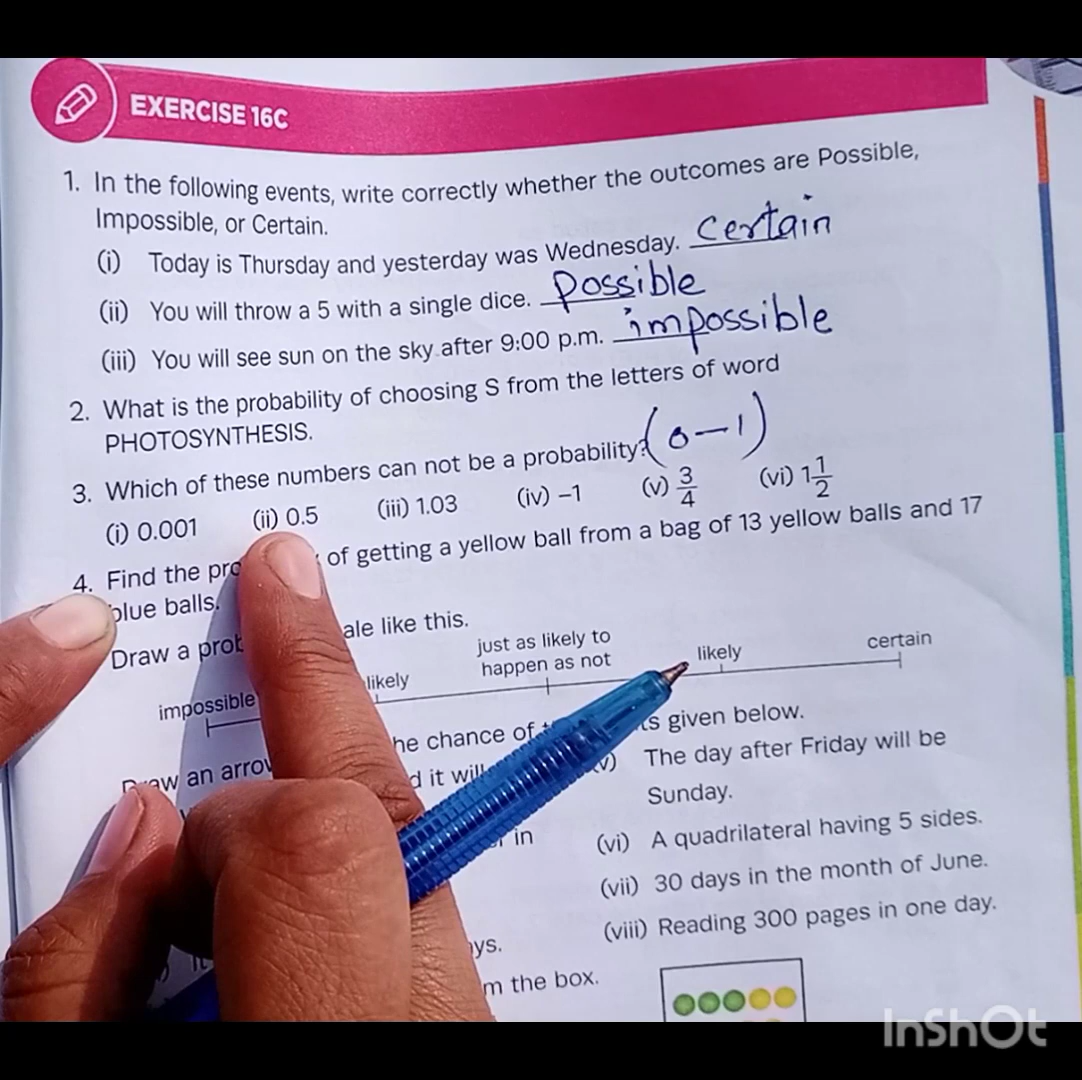 EXERCISE 16C
1. In the following events, write correctly whether the outcomes are Possible,
Impossible, or Certain.
(i) Today is Thursday and yesterday was Wednesday. certain
(ii) You will throw a 5 with a single dice. possible
(iii) You will see sun on the sky after 9:00 p.m. impossible
2. What is the probability of choosing S from the letters of word
PHOTOSYNTHESIS.
3. Which of these numbers can not be a probability? (0-1)
(i) 0.001 (ii) 0.5 (iii) 1.03 (iv) –1 (v) 3/4 (vi) 1 1/2
4. Find the of getting a yellow ball from a bag of 13 yellow balls and 17
blue balls.
Draw a like this.
impossible likely just as likely to happen as not likely certain
the chance of given below.
an it will
(v) The day after Friday will be
Sunday.
in
(vi) A quadrilateral having 5 sides.
(vii) 30 days in the month of June.
(viii) Reading 300 pages in one day.
the box.
InShOt